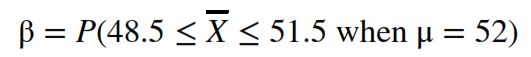 β = P(48.5 ≤ X̅ ≤ 51.5 when μ = 52)